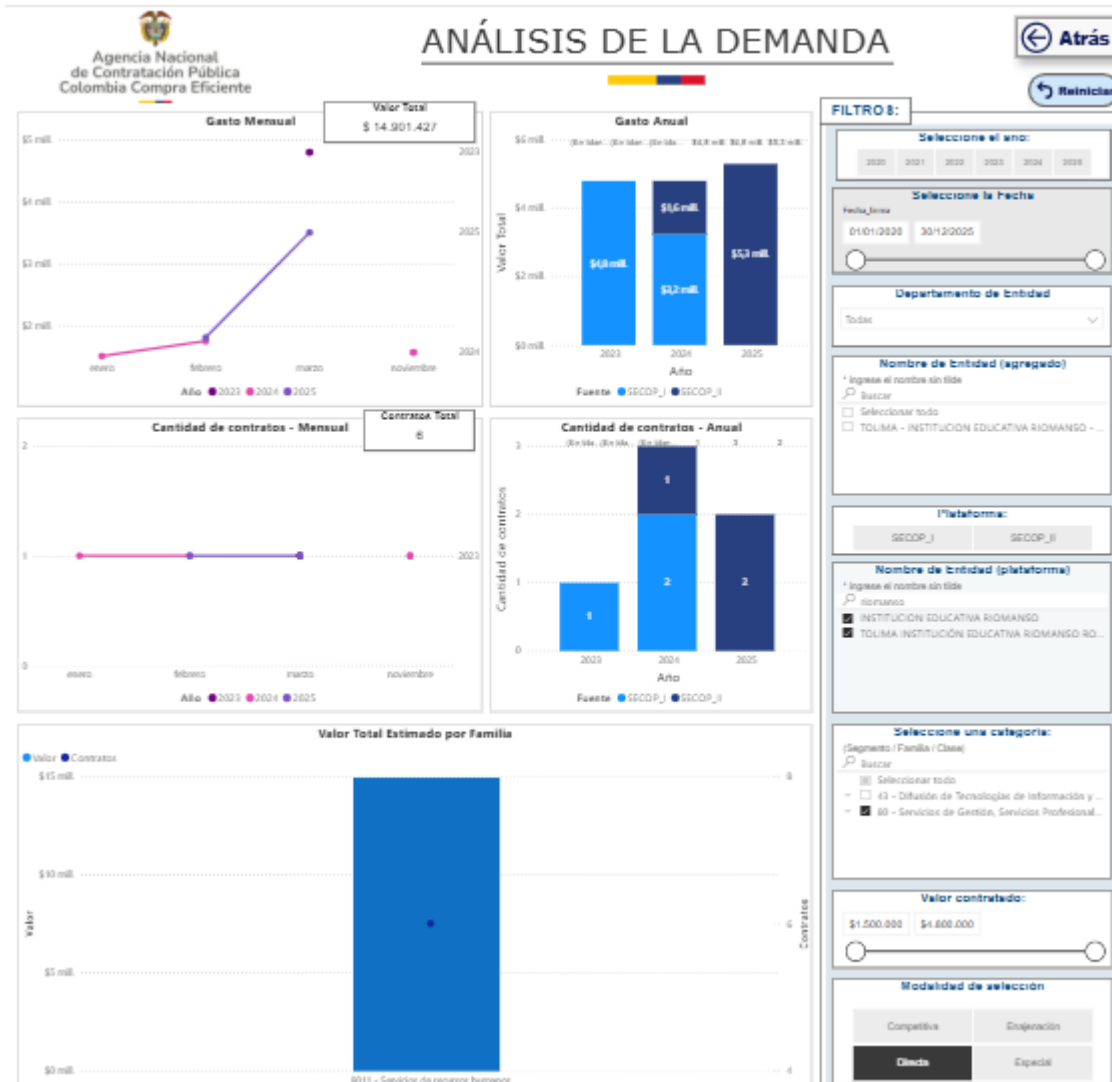 Agencia Nacional
de Contratación Pública
Colombia Compra Eficiente
ANÁLISIS DE LA DEMANDA
Atrás
Reiniciar
Gasto Mensual
Valor Total
$ 14.901.427
$5 mill.
$4 mill.
$3 mill.
$2 mill.
2023
2025
2024
enero febrero marzo noviembre
Año 2023 2024 2025
Gasto Anual
$6 mill.
$4 mill.
$2 mill.
$0 mill.
Valor Total
$4,8 mill.
$1,6 mill.
$3,2 mill.
$5,3 mill.
2023 2024 2025
Año
Fuente SECOP_I SECOP_II
Cantidad de contratos - Mensual
Contratos Total
6
2
1
0
2023
enero febrero marzo noviembre
Año 2023 2024 2025
Cantidad de contratos - Anual
1 3 2
3
2
1
0
Cantidad de contratos
1
1
2
2
2023 2024 2025
Año
Fuente SECOP_I SECOP_II
Valor Total Estimado por Familia
Valor Contratos
$15 mill.
$10 mill.
$5 mill.
$0 mill.
Valor
8
6
4
Contratos
8011 - Servicios de recursos humanos
FILTROS:
Seleccione el ano:
2020 2021 2022 2023 2024 2025
Seleccione la Fecha
Fecha_firma
01/01/2020 30/12/2025
Departamento de Entidad
Todas
Nombre de Entidad (agregado)
* Ingrese el nombre sin tilde
Buscar
Seleccionar todo
TOLIMA - INSTITUCION EDUCATIVA RIOMANSO - ...
Plataforma:
SECOP_I SECOP_II
Nombre de Entidad (plataforma)
* Ingrese el nombre sin tilde
riomanso
INSTITUCION EDUCATIVA RIOMANSO
TOLIMA INSTITUCIÓN EDUCATIVA RIOMANSO RO...
Seleccione una categoría:
(Segmento / Familia / Clase)
Buscar
Seleccionar todo
43 - Difusión de Tecnologías de Información y ...
80 - Servicios de Gestión, Servicios Profesional...
Valor contratado:
$1.500.000 $4.800.000
Modalidad de selección
Competitiva Enajenación
Directa Especial